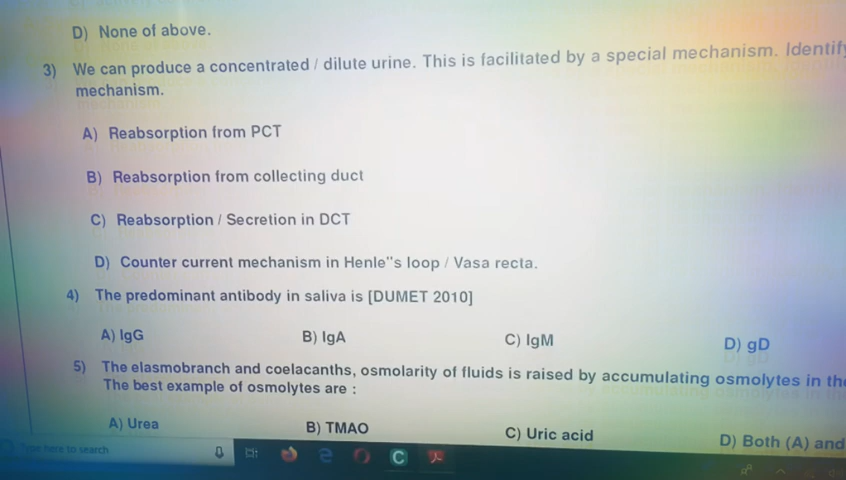 D) None of above.
3) We can produce a concentrated / dilute urine. This is facilitated by a special mechanism. Identify
mechanism.
A) Reabsorption from PCT
B) Reabsorption from collecting duct
C) Reabsorption / Secretion in DCT
D) Counter current mechanism in Henle"s loop / Vasa recta.
4) The predominant antibody in saliva is [DUMET 2010]
A) IgG B) IgA C) IgM D) gD
5) The elasmobranch and coelacanths, osmolarity of fluids is raised by accumulating osmolytes in the
The best example of osmolytes are :
A) Urea B) TMAO C) Uric acid D) Both (A) and
Type here to search